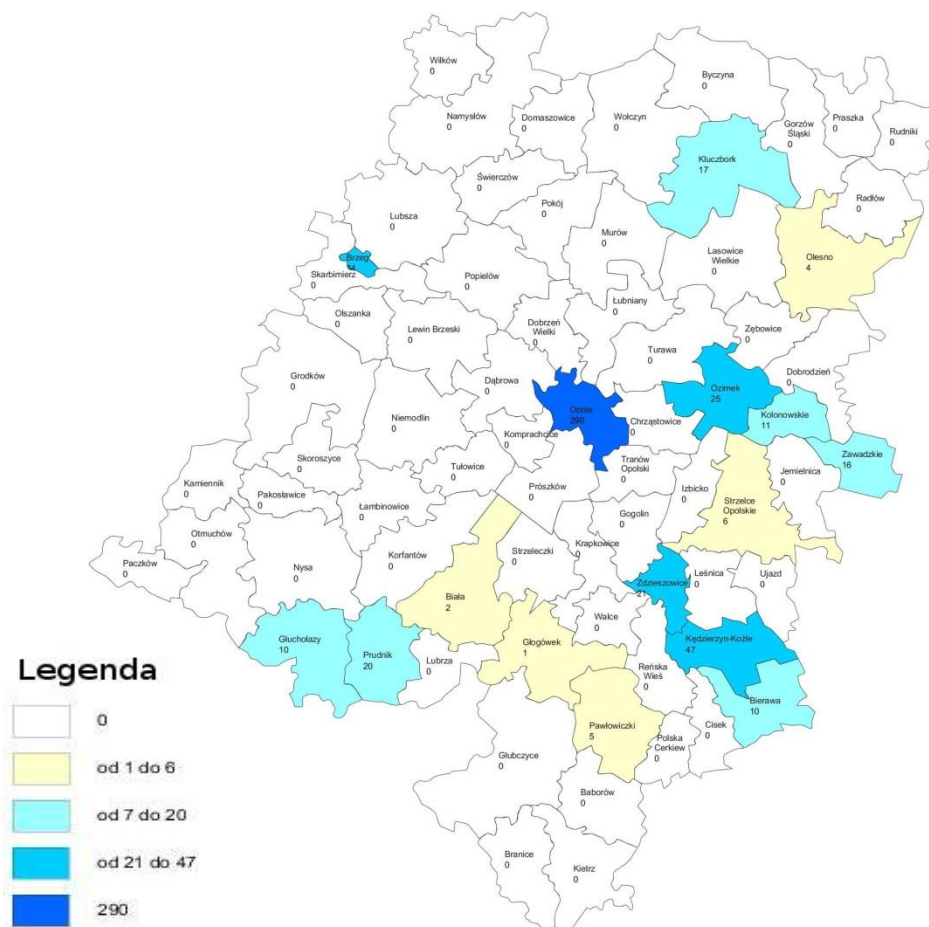 Wilków
0
Byczyna
0
Namysłów
0
Domaszowice
0
Wołczyn
0
Gorzów
Śląski
0
Praszka
0
Rudniki
0
Kluczbork
17
Świerczów
0
Radłów
0
Lubsza
0
Pokój
0
Murów
0
Lasowice
Wielkie
0
Olesno
4
Brzeg
Skarbimierz
0
Popielów
0
Olszanka
0
Lewin Brzeski
0
Dobrzeń
Wielki
0
Łubniany
0
Turawa
0
Zębowice
0
Dobrodzień
0
Grodków
0
Dąbrowa
0
Ozimek
25
Niemodlin
0
Opole
290
Chrząstowice
0
Kolonowskie
11
Komprachcice
0
Skoroszyce
0
Tułowice
0
Tranów
Opolski
0
Zawadzkie
16
Jemielnica
0
Kamiennik
0
Pakosławice
0
Prószków
0
Izbicko
0
Strzelce
Opolskie
6
Łambinowice
0
Gogolin
0
Otmuchów
0
Korfantów
0
Strzeleczki
0
Krapkowice
0
Paczków
0
Nysa
0
Zdzieszowice
21
Leśnica
0
Ujazd
0
Biała
2
Walce
0
Głuchołazy
10
Prudnik
20
Lubrza
0
Głogówek
1
Kędzierzyn-Koźle
47
Reńska
Wieś
0
Bierawa
10
Pawłowiczki
5
Polska
Cerkiew
0
Cisek
0
Głubczyce
0
Baborów
0
Branice
0
Kietrz
0
Legenda
0
od 1 do 6
od 7 do 20
od 21 do 47
290